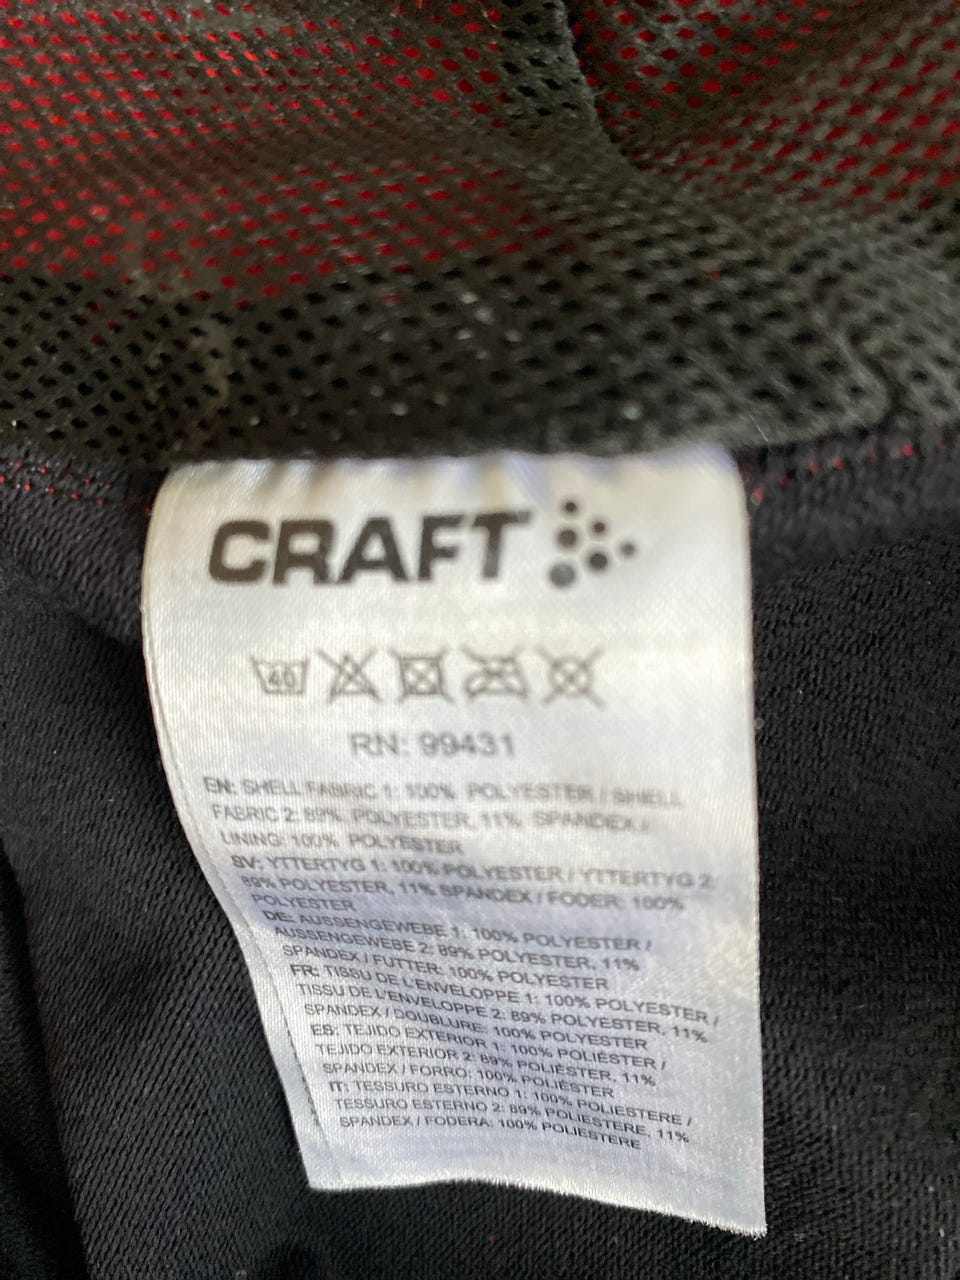 CRAFT
40
RN: 99431
EN: SHELL FABRIC 1: 100% POLYESTER / SHELL
FABRIC 2: 89% POLYESTER, 11% SPANDEX /
LINING: 100% POLYESTER
SV: YTTERTYG 1: 100% POLYESTER / YTTERTYG 2:
89% POLYESTER, 11% SPANDEX / FODER: 100%
POLYESTER
DE: AUSSENGEWEBE 1: 100% POLYESTER /
AUSSENGEWEBE 2: 89% POLYESTER, 11%
SPANDEX / FUTTER: 100% POLYESTER
FR: TISSU DE L'ENVELOPPE 1: 100% POLYESTER /
TISSU DE L'ENVELOPPE 2: 89% POLYESTER, 11%
SPANDEX / DOUBLURE: 100% POLYESTER
ES: TEJIDO EXTERIOR 1: 100% POLIÉSTER /
TEJIDO EXTERIOR 2: 89% POLIÉSTER, 11%
SPANDEX / FORRO: 100% POLIÉSTER
IT: TESSURO ESTERNO 1: 100% POLIESTERE /
TESSURO ESTERNO 2: 89% POLIESTERE, 11%
SPANDEX / FODERA: 100% POLIESTERE